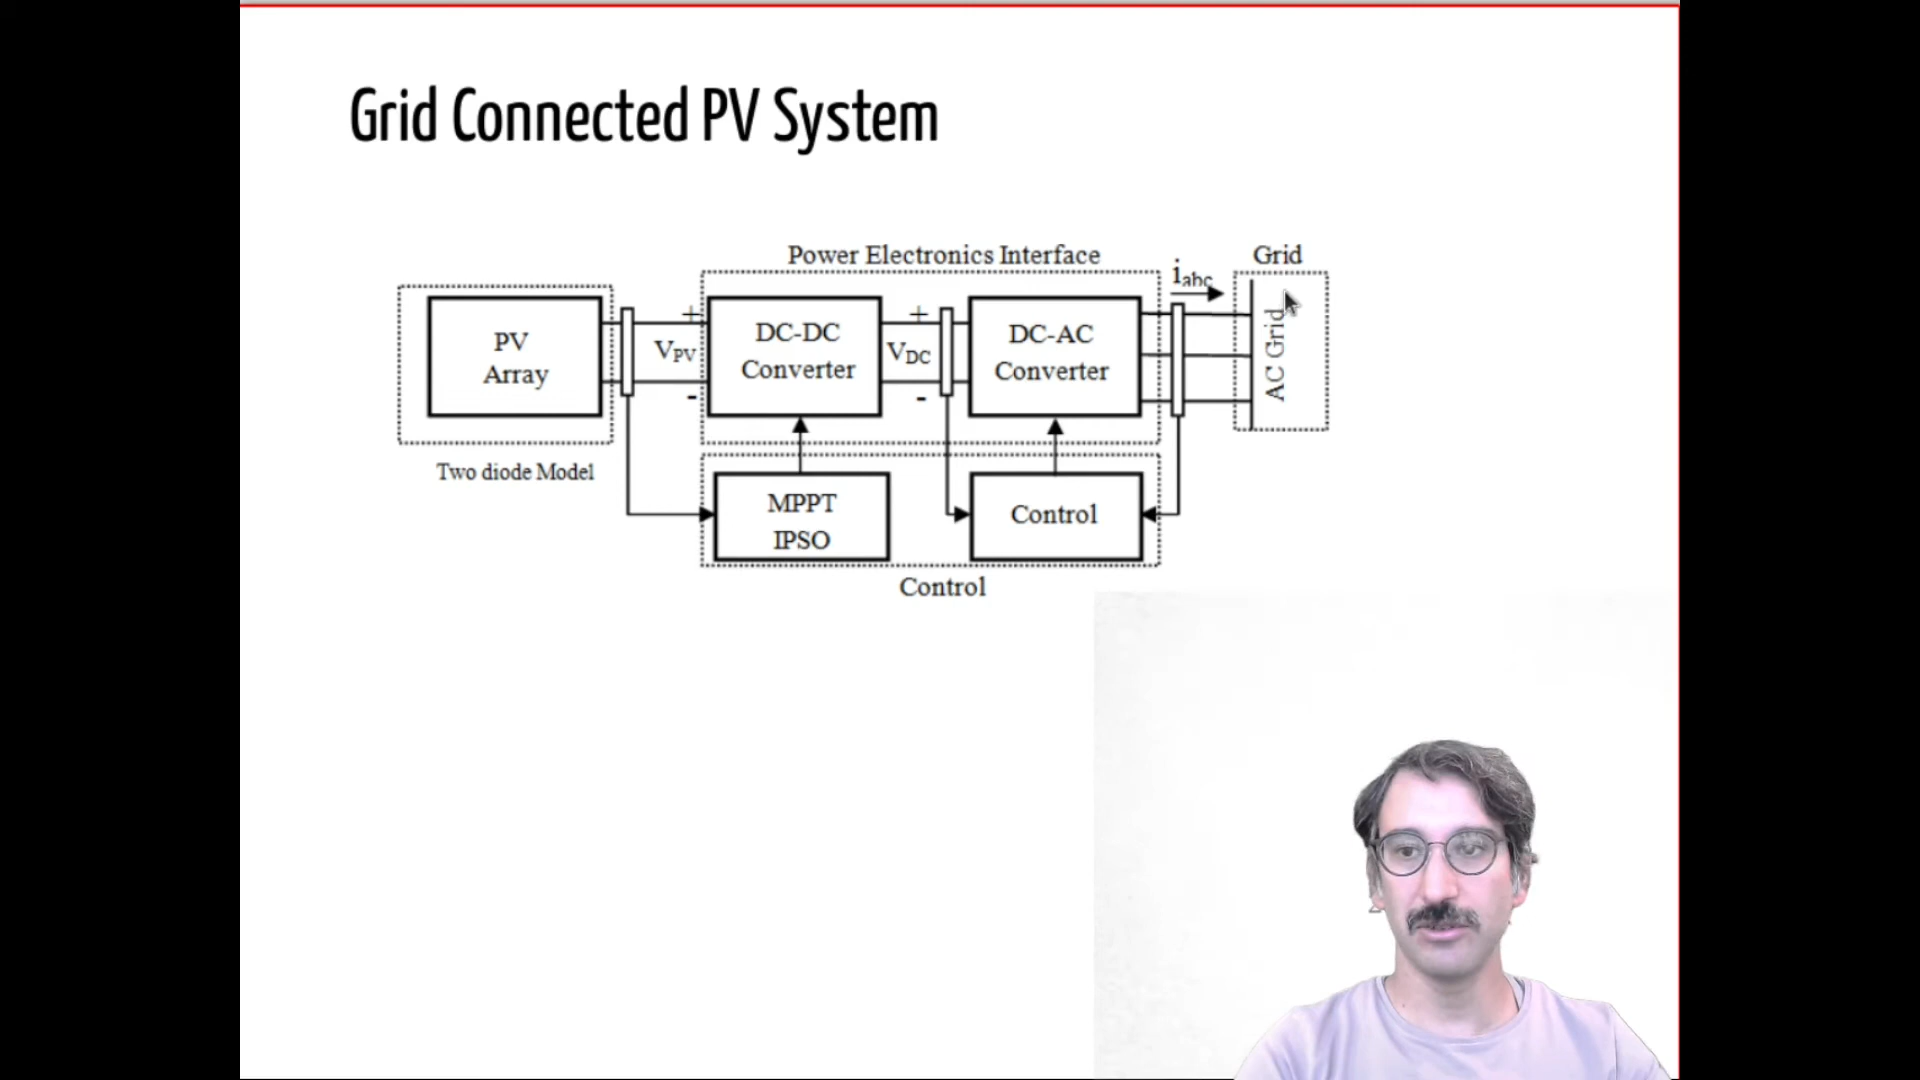 Grid Connected PV System
Power Electronics Interface
Grid
iabc
PV
Array
+
VPV
-
DC-DC
Converter
+
VDC
-
DC-AC
Converter
AC Grid
Two diode Model
MPPT
IPSO
Control
Control